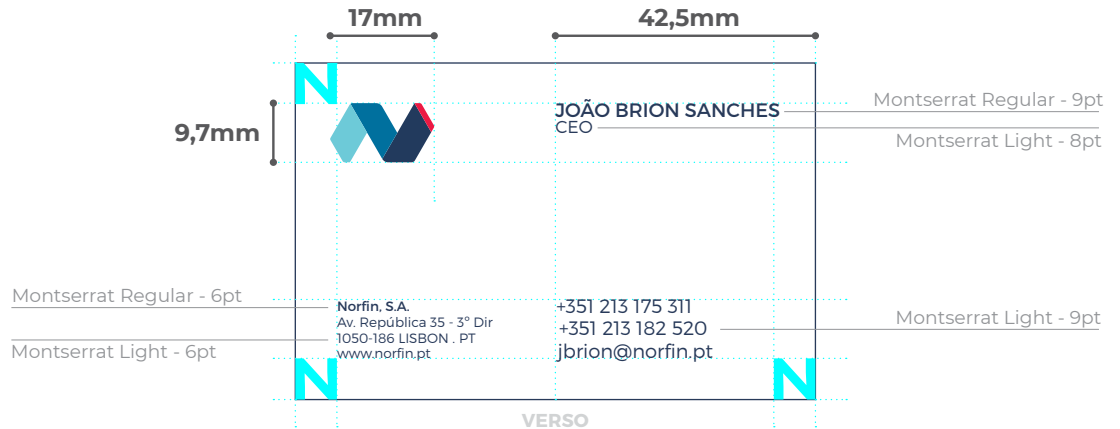 17mm
42,5mm
N
9,7mm
JOÃO BRION SANCHES
CEO
Montserrat Regular - 9pt
Montserrat Light - 8pt
Montserrat Regular - 6pt
Montserrat Light - 6pt
Norfin, S.A.
Av. República 35 - 3º Dir
1050-186 LISBON . PT
www.norfin.pt
+351 213 175 311
+351 213 182 520
jbrion@norfin.pt
Montserrat Light - 9pt
N
N
VERSO